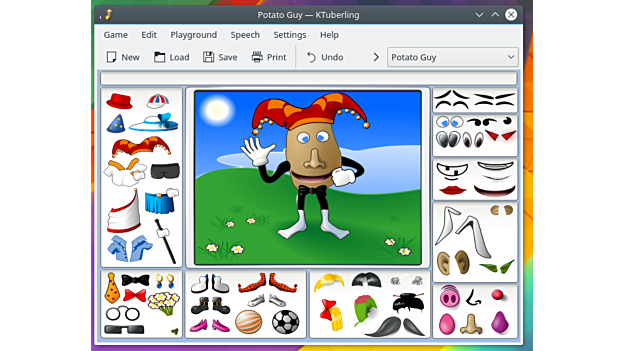 Potato Guy — KTuberling
Game Edit Playground Speech Settings Help
New Load Save Print Undo Potato Guy